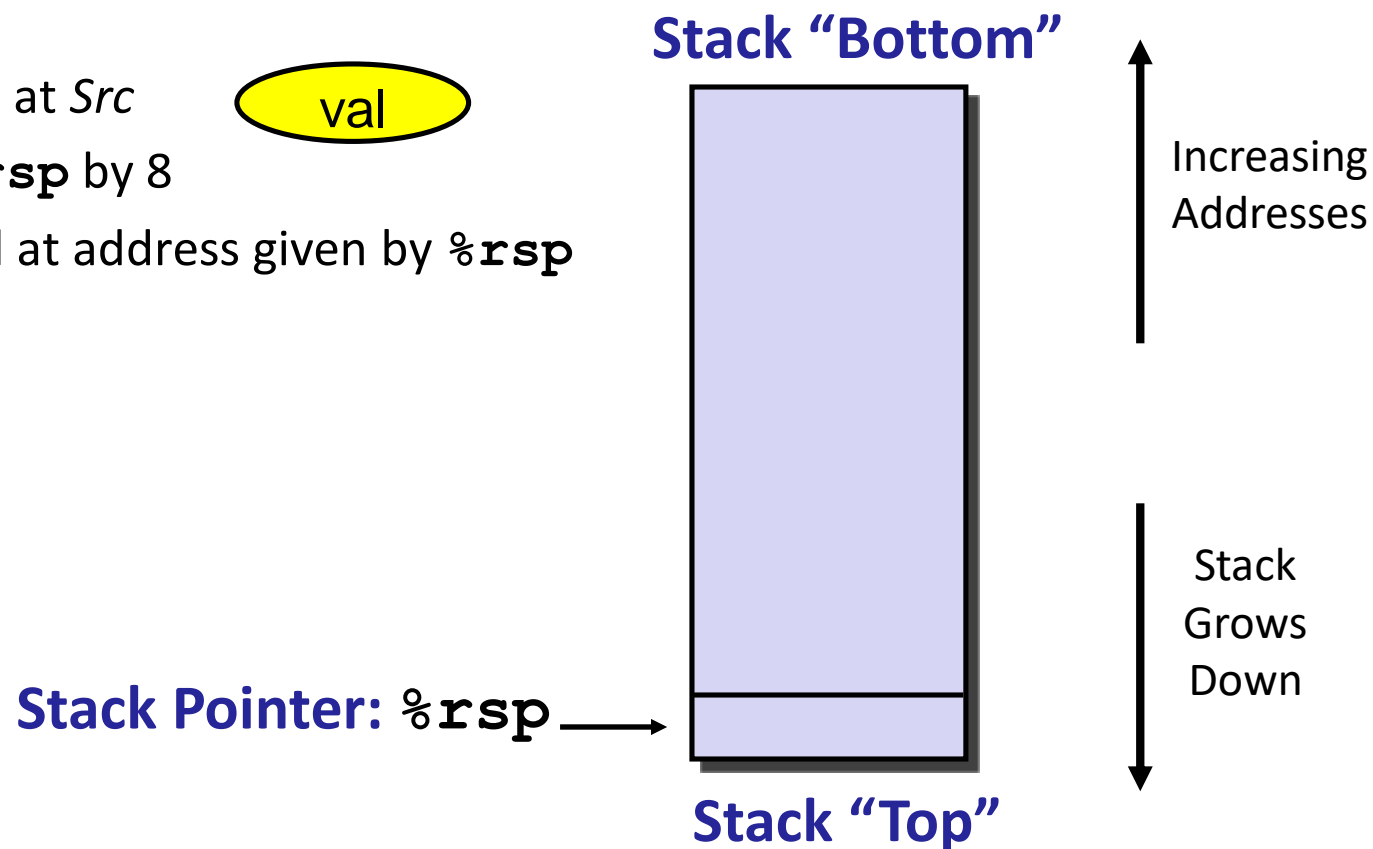 Stack “Bottom”
at Src
val
rsp by 8
at address given by %rsp
Increasing
Addresses
Stack
Grows
Down
Stack Pointer: %rsp
Stack “Top”